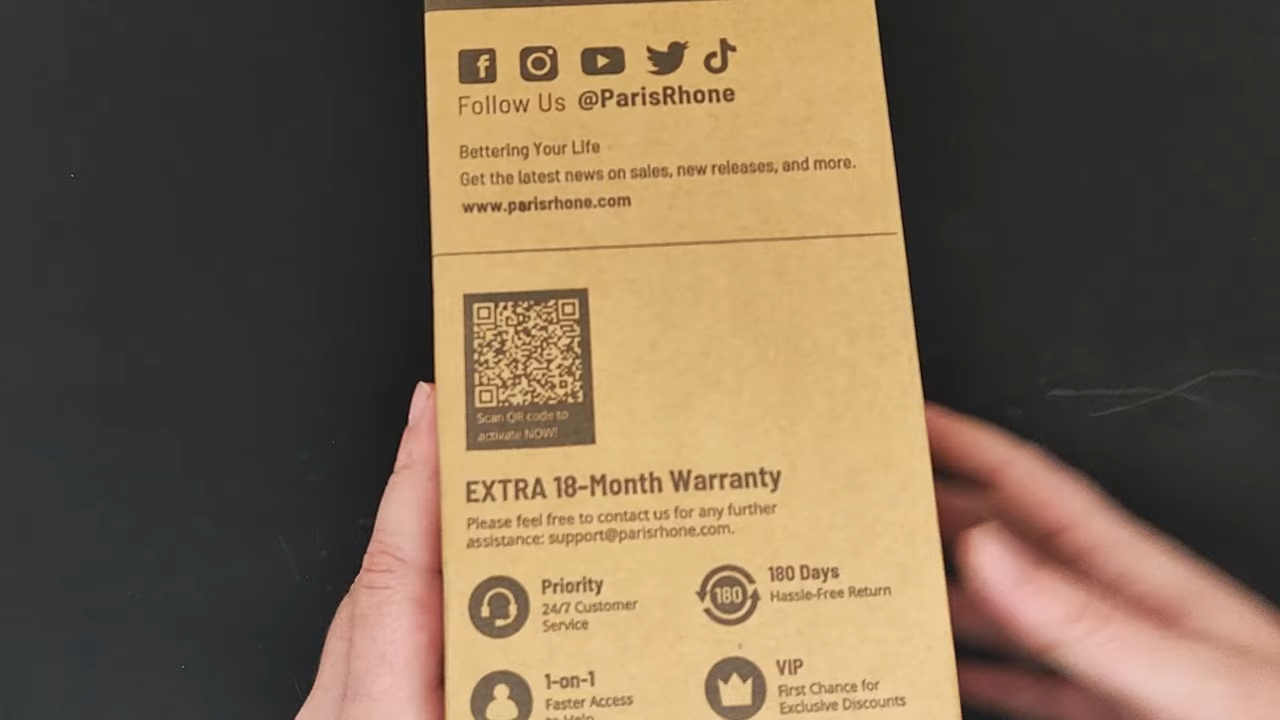 Follow Us @ParisRhone
Bettering Your Life
Get the latest news on sales, new releases, and more.
www.parisrhone.com
Scan QR code to
activate NOW!
EXTRA 18-Month Warranty
Please feel free to contact us for any further
assistance: support@parisrhone.com.
Priority
24/7 Customer
Service
180
180 Days
Hassle-Free Return
1-on-1
Faster Access
to Help
VIP
First Chance for
Exclusive Discounts